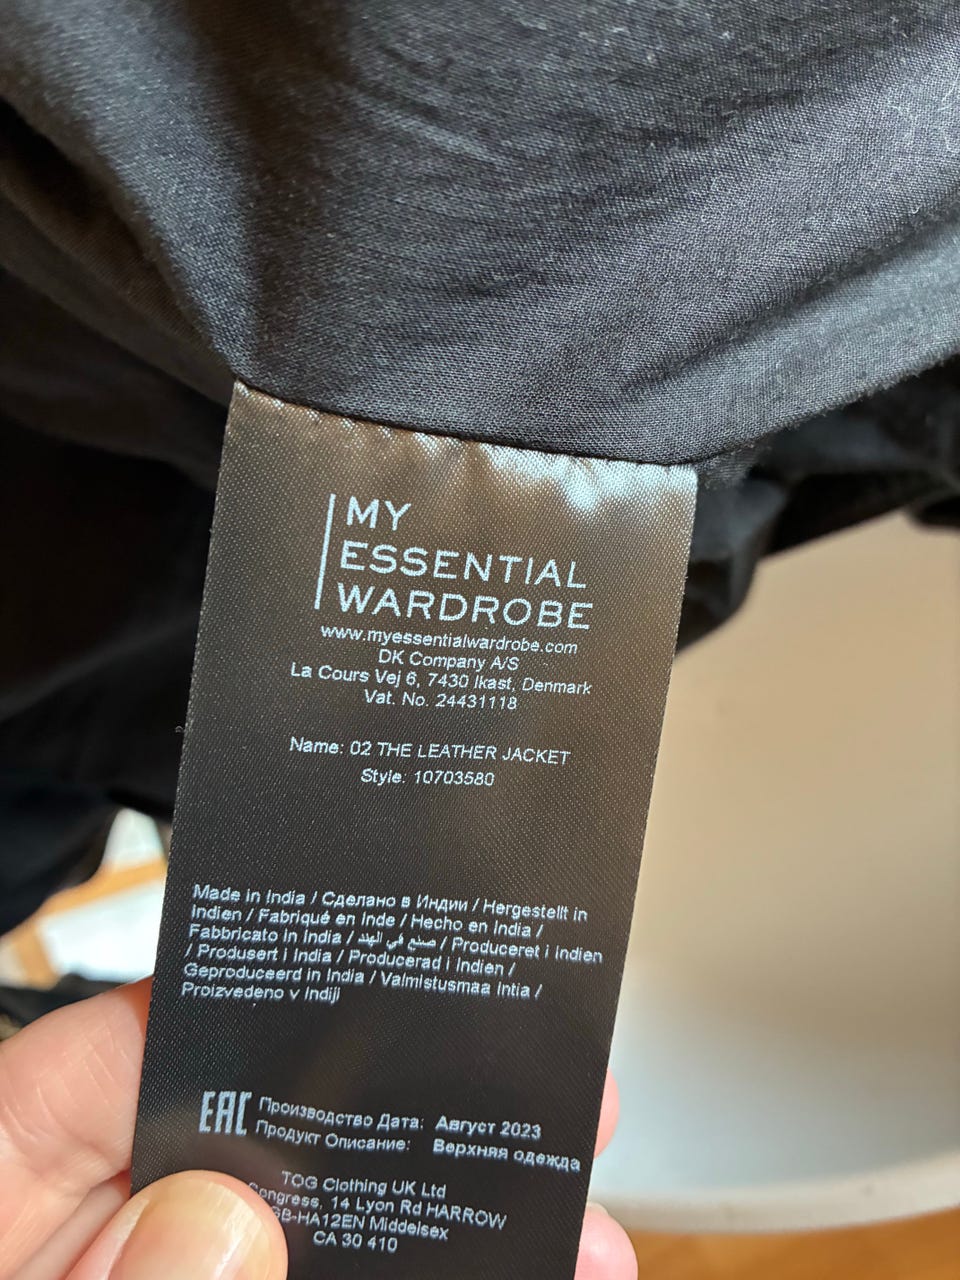 MY
ESSENTIAL
WARDROBE
www.myessentialwardrobe.com
DK Company A/S
La Cours Vej 6, 7430 Ikast, Denmark
Vat. No. 24431118
Name: 02 THE LEATHER JACKET
Style: 10703580
Made in India / Сделано в Индии / Hergestellt in
Indien / Fabriqué en Inde / Hecho en India /
Fabbricato in India / صنع في الهند / Produceret i Indien
/ Produsert i India / Producerad i Indien /
Geproduceerd in India / Valmistusmaa Intia /
Proizvedeno v Indiji
EAC Производство Дата: Август 2023
Продукт Описание: Верхняя одежда
TOG Clothing UK Ltd
Congress, 14 Lyon Rd HARROW
GB-HA12EN Middelsex
CA 30 410